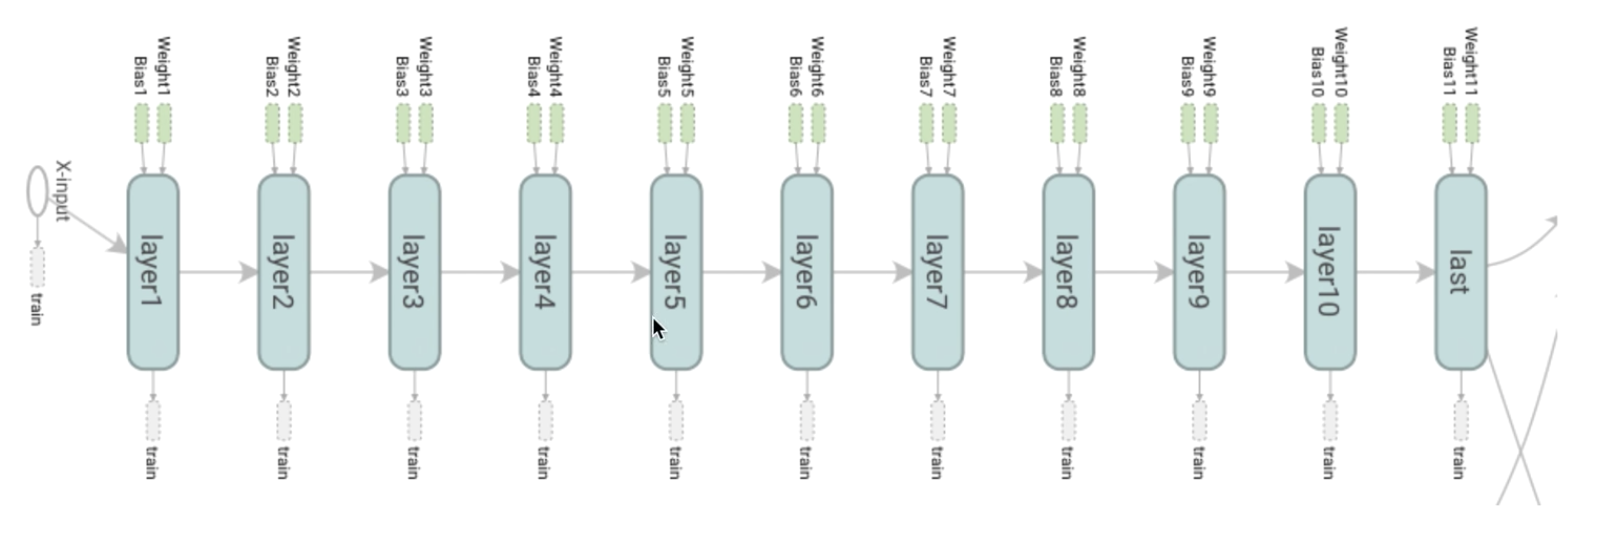 Bias1
Weight1
Bias2
Weight2
Bias3
Weight3
Bias4
Weight4
Bias5
Weight5
Bias6
Weight6
Bias7
Weight7
Bias8
Weight8
Bias9
Weight9
Bias10
Weight10
Bias11
Weight11
X-input
layer1
layer2
layer3
layer4
layer5
layer6
layer7
layer8
layer9
layer10
last
train
train
train
train
train
train
train
train
train
train
train
train